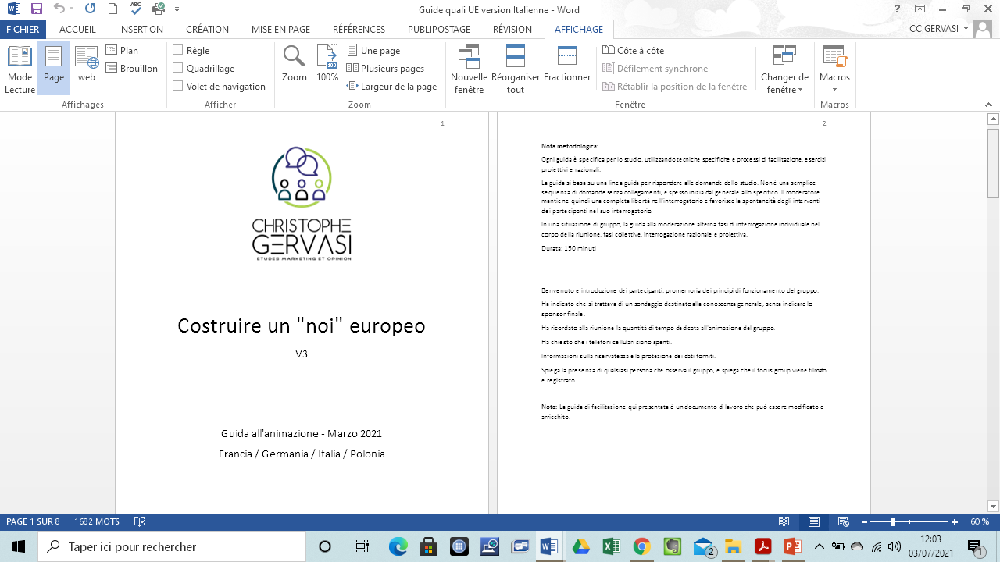 Guide quali UE version Italienne - Word
FICHIER ACCUEIL INSERTION CRÉATION MISE EN PAGE RÉFÉRENCES PUBLIPOSTAGE RÉVISION AFFICHAGE CC GERVASI
Mode Lecture
Page
web
Plan
Brouillon
Affichages
Règle
Quadrillage
Volet de navigation
Afficher
Zoom
100
100%
Une page
Plusieurs pages
Largeur de la page
Zoom
Nouvelle fenêtre
Réorganiser tout
Fractionner
Côte à côte
Défilement synchrone
Rétablir la position de la fenêtre
Changer de fenêtre
Fenêtre
Macros
Macros
1
CHRISTOPHE
GERVASI
ETUDES MARKETING ET OPINION
Costruire un "noi" europeo
V3
Guida all'animazione - Marzo 2021
Francia / Germania / Italia / Polonia
2
Nota metodologica:
Ogni guida è specifica per lo studio, utilizzando tecniche specifiche e processi di facilitazione, esercizi
proiettivi e razionali.
La guida si basa su una linea guida per rispondere alle domande dello studio. Non è una semplice
sequenza di domande senza collegamenti, e spesso inizia dal generale allo specifico. Il moderatore
mantiene quindi una completa libertà nell'interrogatorio e favorisce la spontaneità degli interventi
dei partecipanti nel suo interrogatorio.
In una situazione di gruppo, la guida alla moderazione alterna fasi di interrogazione individuale nel
corpo della riunione, fasi collettive, interrogazione razionale e proiettiva.
Durata: 150 minuti
Benvenuto e introduzione dei partecipanti, promemoria dei principi di funzionamento del gruppo.
Ha indicato che si trattava di un sondaggio destinato alla conoscenza generale, senza indicare lo
sponsor finale.
Ha ricordato alla riunione la quantità di tempo dedicata all'animazione del gruppo.
Ha chiesto che i telefoni cellulari siano spenti.
Informazioni sulla riservatezza e la protezione dei dati forniti.
Spiega la presenza di qualsiasi persona che osserva il gruppo, e spiega che il focus group viene filmato
e registrato.
Note: La guida di facilitazione qui presentata è un documento di lavoro che può essere modificato e
arricchito.
PAGE 1 SUR 8 1682 MOTS 60 %
Taper ici pour rechercher
2
12:03
03/07/2021
1